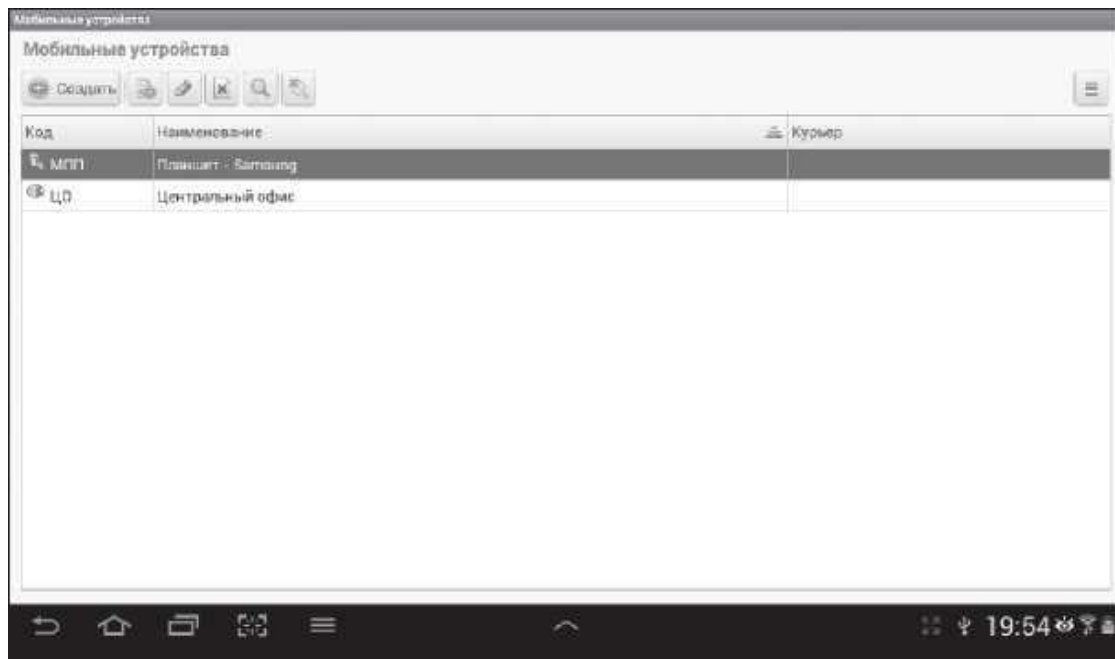 Мобильные устройства
Мобильные устройства
Создать
Код Наименование Курьер
МПП Планшет - Samsung
ЦО Центральный офис
19:54